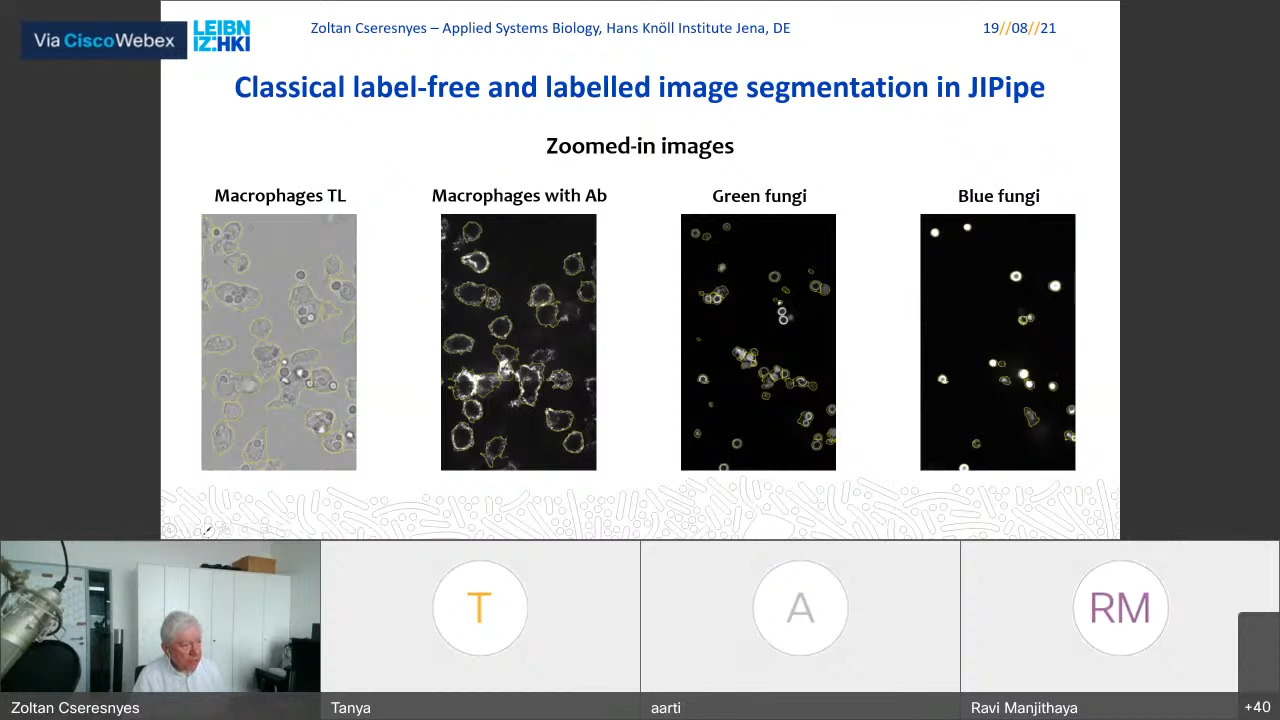 Via CiscoWebex
LEIBN
IZ:HKI
Zoltan Cseresnyes – Applied Systems Biology, Hans Knöll Institute Jena, DE
19//08//21
Classical label-free and labelled image segmentation in JIPipe
Zoomed-in images
Macrophages TL
Macrophages with Ab
Green fungi
Blue fungi
T
A
RM
Zoltan Cseresnyes
Tanya
aarti
Ravi Manjithaya
+40